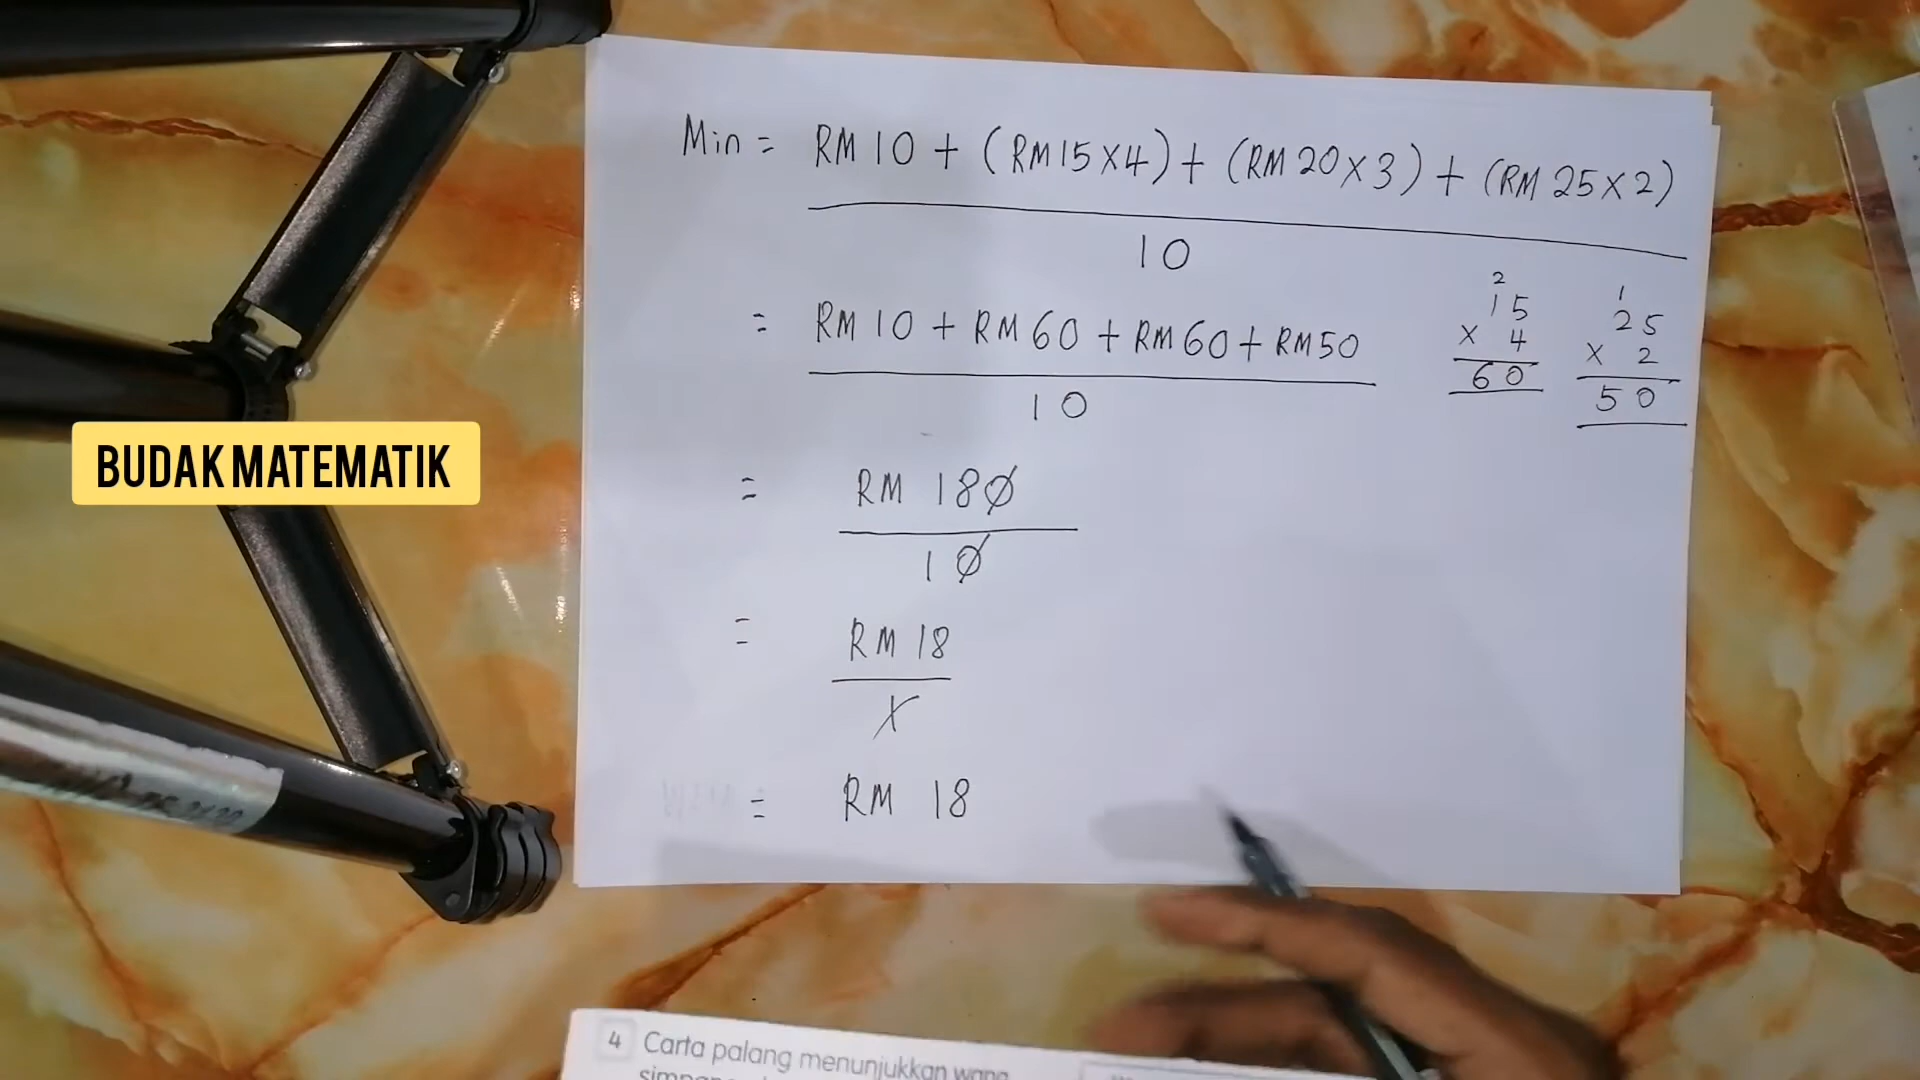 Min = RM 10 + (RM15×4) + (RM 20×3) + (RM 25×2)
10
= RM 10 + RM 60 + RM 60 + RM 50
10
2
15
× 4
60
1
25
× 2
50
BUDAK MATEMATIK
= RM 180
10
= RM 18
1
= RM 18
4 Carta palang menunjukkan wang